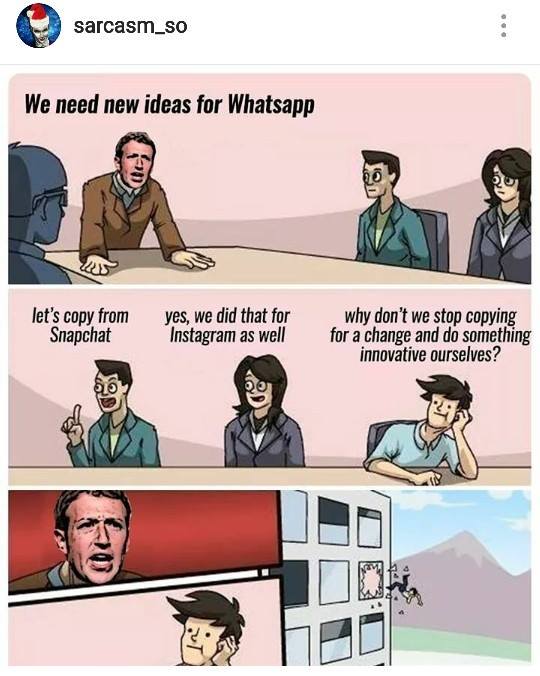 sarcasm_so
We need new ideas for Whatsapp
let's copy from
Snapchat
yes, we did that for
Instagram as well
why don't we stop copying
for a change and do something
innovative ourselves?